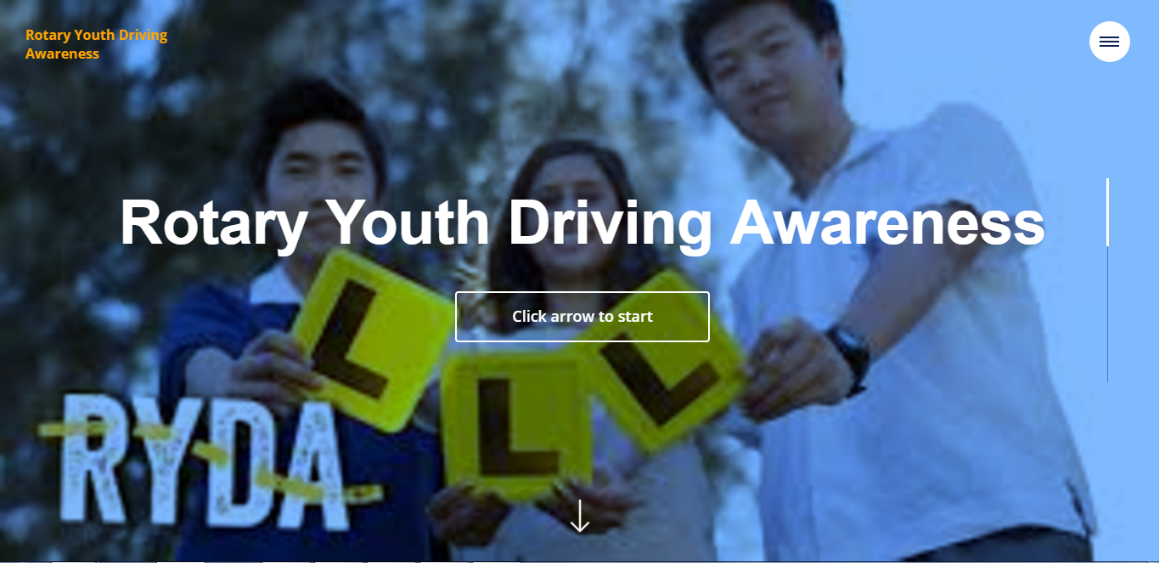 Rotary Youth Driving
Awareness
Rotary Youth Driving Awareness
Click arrow to start
L
L
L
RYDA